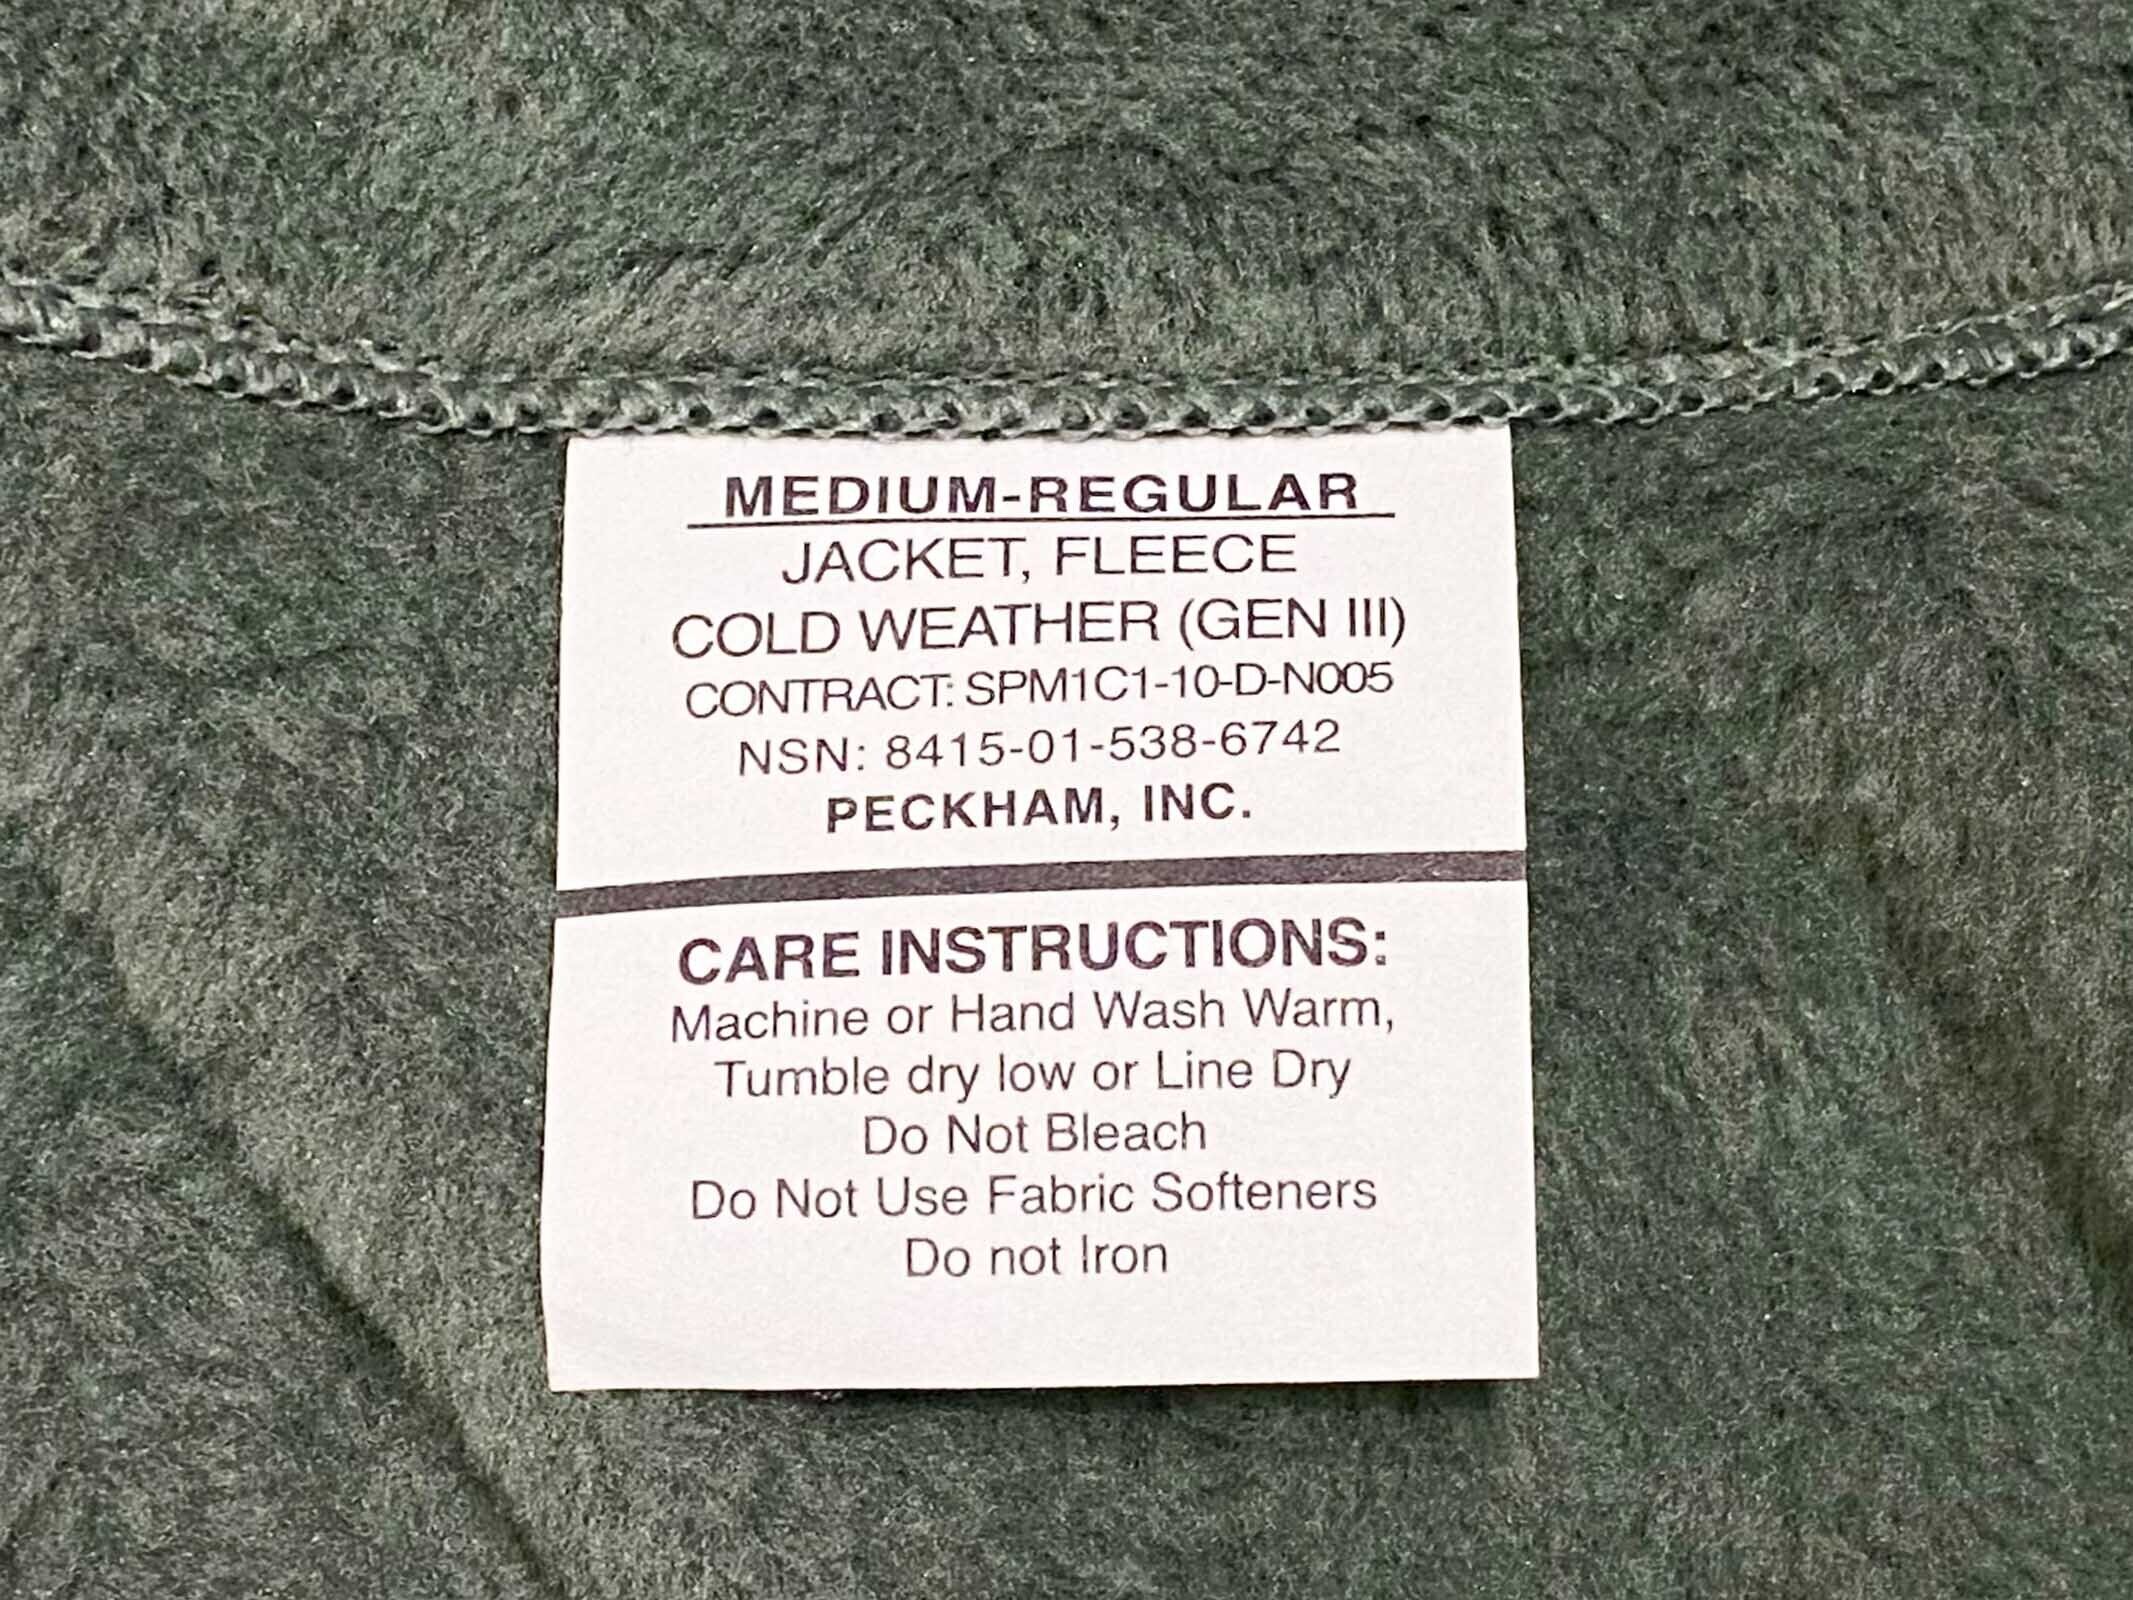 MEDIUM-REGULAR
JACKET, FLEECE
COLD WEATHER (GEN III)
CONTRACT: SPM1C1-10-D-N005
NSN: 8415-01-538-6742
PECKHAM, INC.
CARE INSTRUCTIONS:
Machine or Hand Wash Warm,
Tumble dry low or Line Dry
Do Not Bleach
Do Not Use Fabric Softeners
Do not Iron